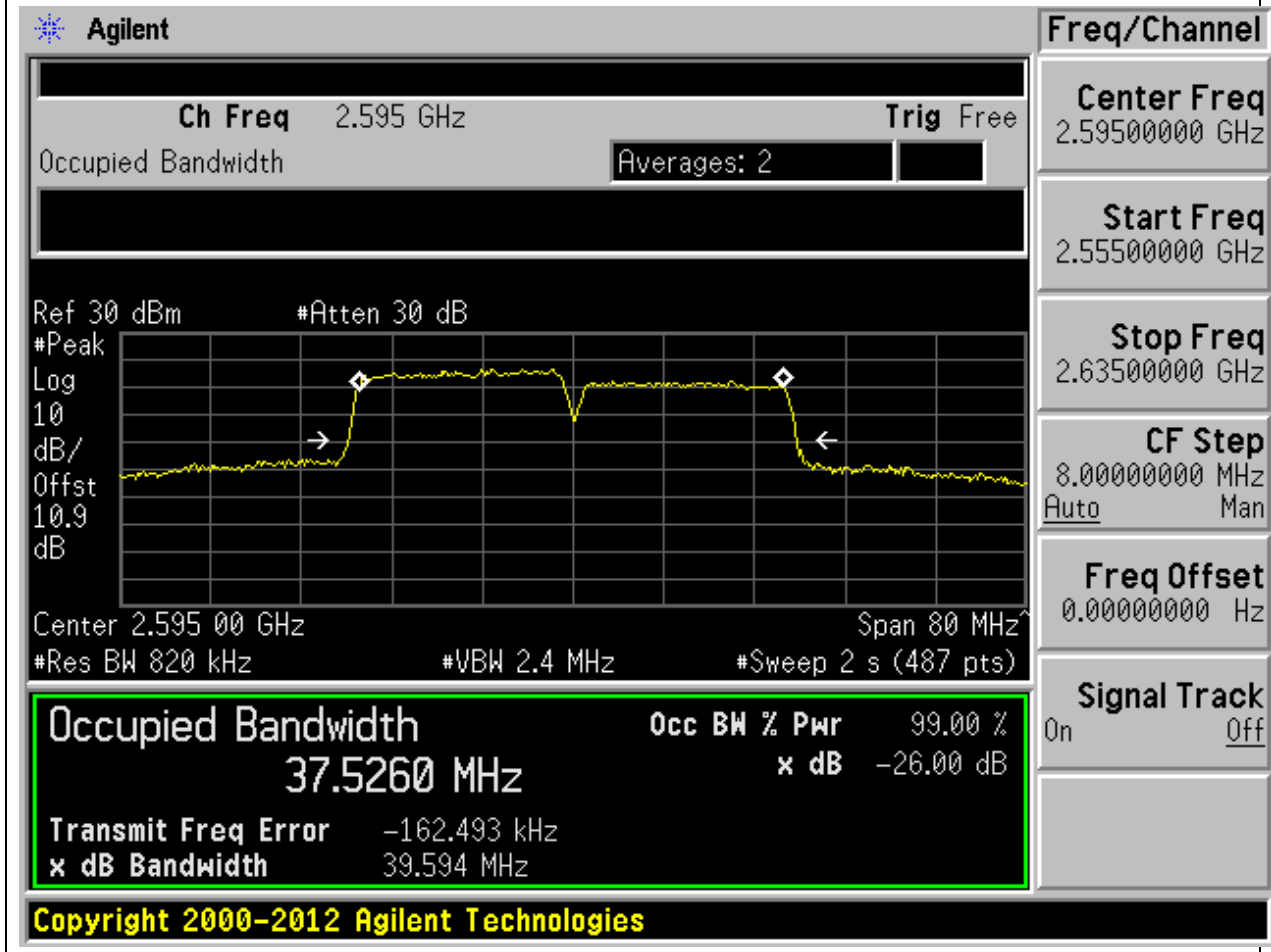 Agilent
Freq/Channel
Ch Freq 2.595 GHz Trig Free
Occupied Bandwidth Averages: 2
Ref 30 dBm #Atten 30 dB
#Peak
Log
10
dB/
Offst
10.9
dB
Center 2.595 00 GHz Span 80 MHz^
#Res BW 820 kHz #VBW 2.4 MHz #Sweep 2 s (487 pts)
Occupied Bandwidth Occ BW % Pwr 99.00 %
37.5260 MHz x dB -26.00 dB
Transmit Freq Error -162.493 kHz
x dB Bandwidth 39.594 MHz
Copyright 2000-2012 Agilent Technologies
Center Freq
2.59500000 GHz
Start Freq
2.55500000 GHz
Stop Freq
2.63500000 GHz
CF Step
8.00000000 MHz
Auto Man
Freq Offset
0.00000000 Hz
Signal Track
On Off